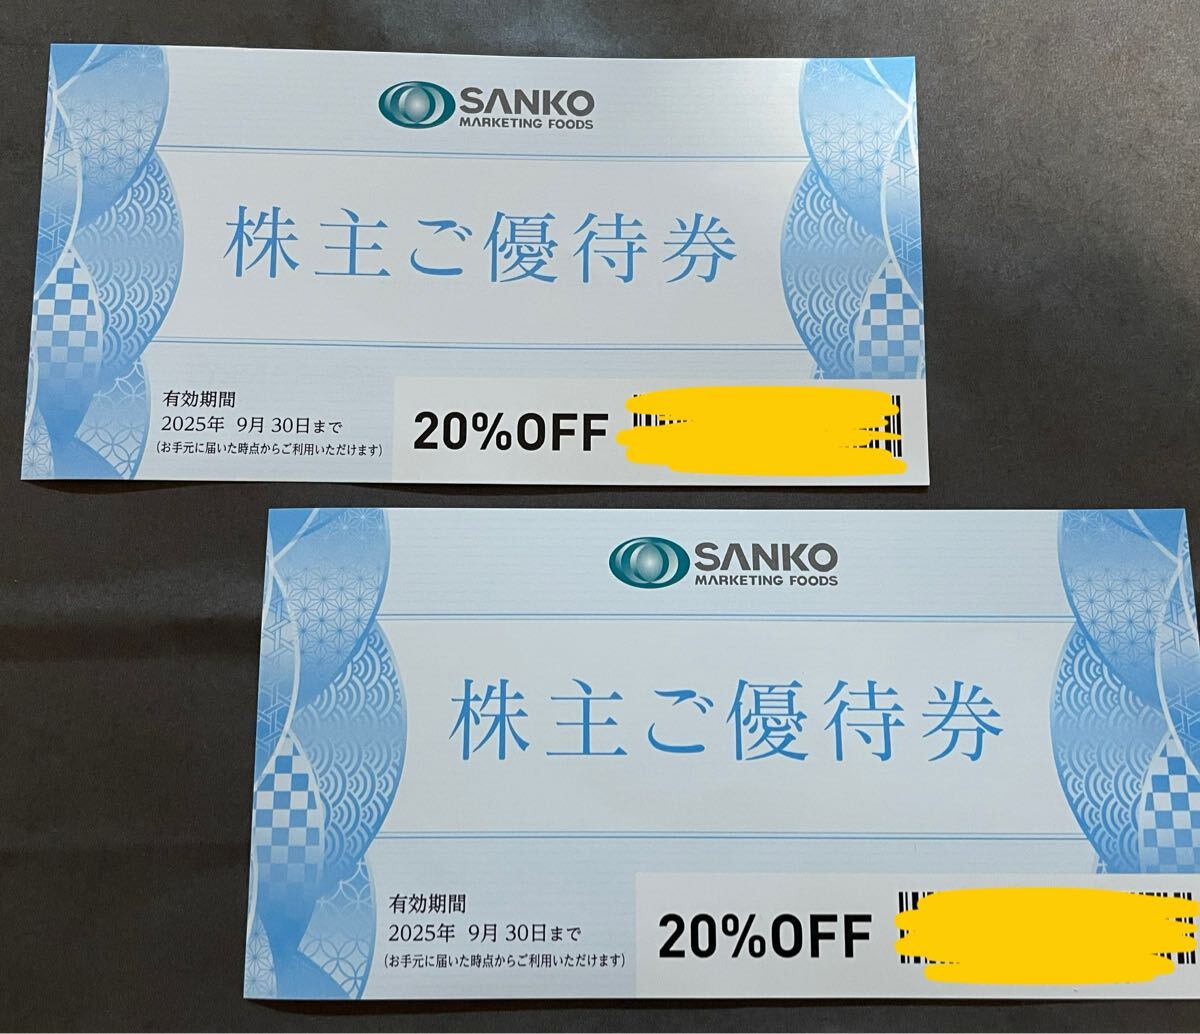 SANKO
MARKETING FOODS
株主ご優待券
有効期間
2025年 9月30日まで
(お手元に届いた時点からご利用いただけます)
20%OFF
SANKO
MARKETING FOODS
株主ご優待券
有効期間
2025年 9月30日まで
(お手元に届いた時点からご利用いただけます)
20%OFF